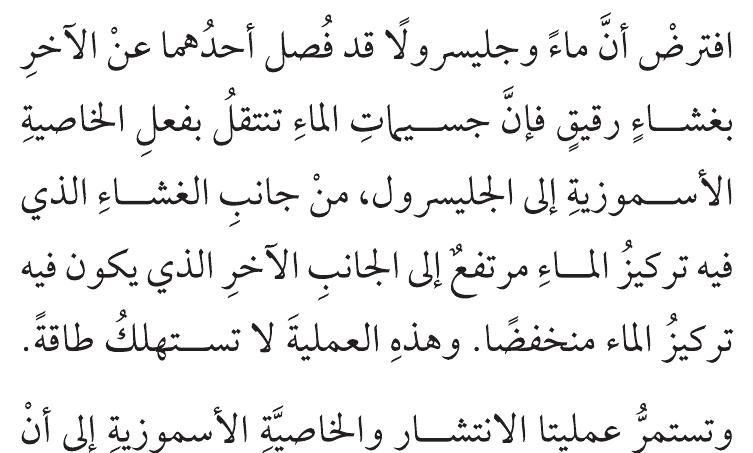 افترضْ أنَّ ماءً وجليسرولًا قد فُصل أحدُهما عنْ الآخرِ
بغشاءٍ رقيقٍ فإنَّ جسيماتِ الماءِ تنتقلُ بفعلِ الخاصيةِ
الأسموزيةِ إلى الجليسرول، منْ جانبِ الغشاءِ الذي
فيه تركيزُ الماءِ مرتفعٌ إلى الجانبِ الآخرِ الذي يكون فيه
تركيزُ الماء منخفضًا. وهذهِ العمليةَ لا تستهلكُ طاقةً.
وتستمرُّ عمليتا الانتشار والخاصيَّةِ الأسموزيةِ إلى أنْ